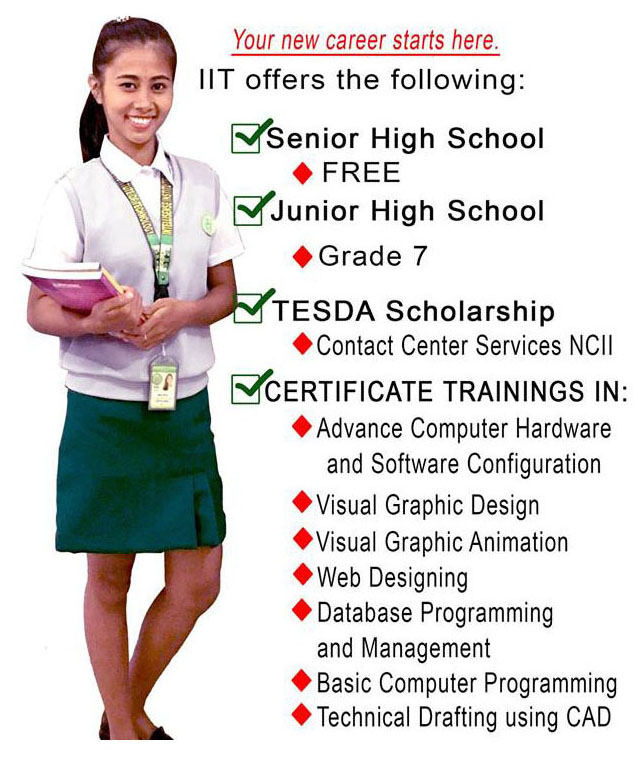 Your new career starts here.
IIT offers the following:
Senior High School
FREE
Junior High School
Grade 7
TESDA Scholarship
Contact Center Services NCII
CERTIFICATE TRAININGS IN:
Advance Computer Hardware
and Software Configuration
Visual Graphic Design
Visual Graphic Animation
Web Designing
Database Programming
and Management
Basic Computer Programming
Technical Drafting using CAD